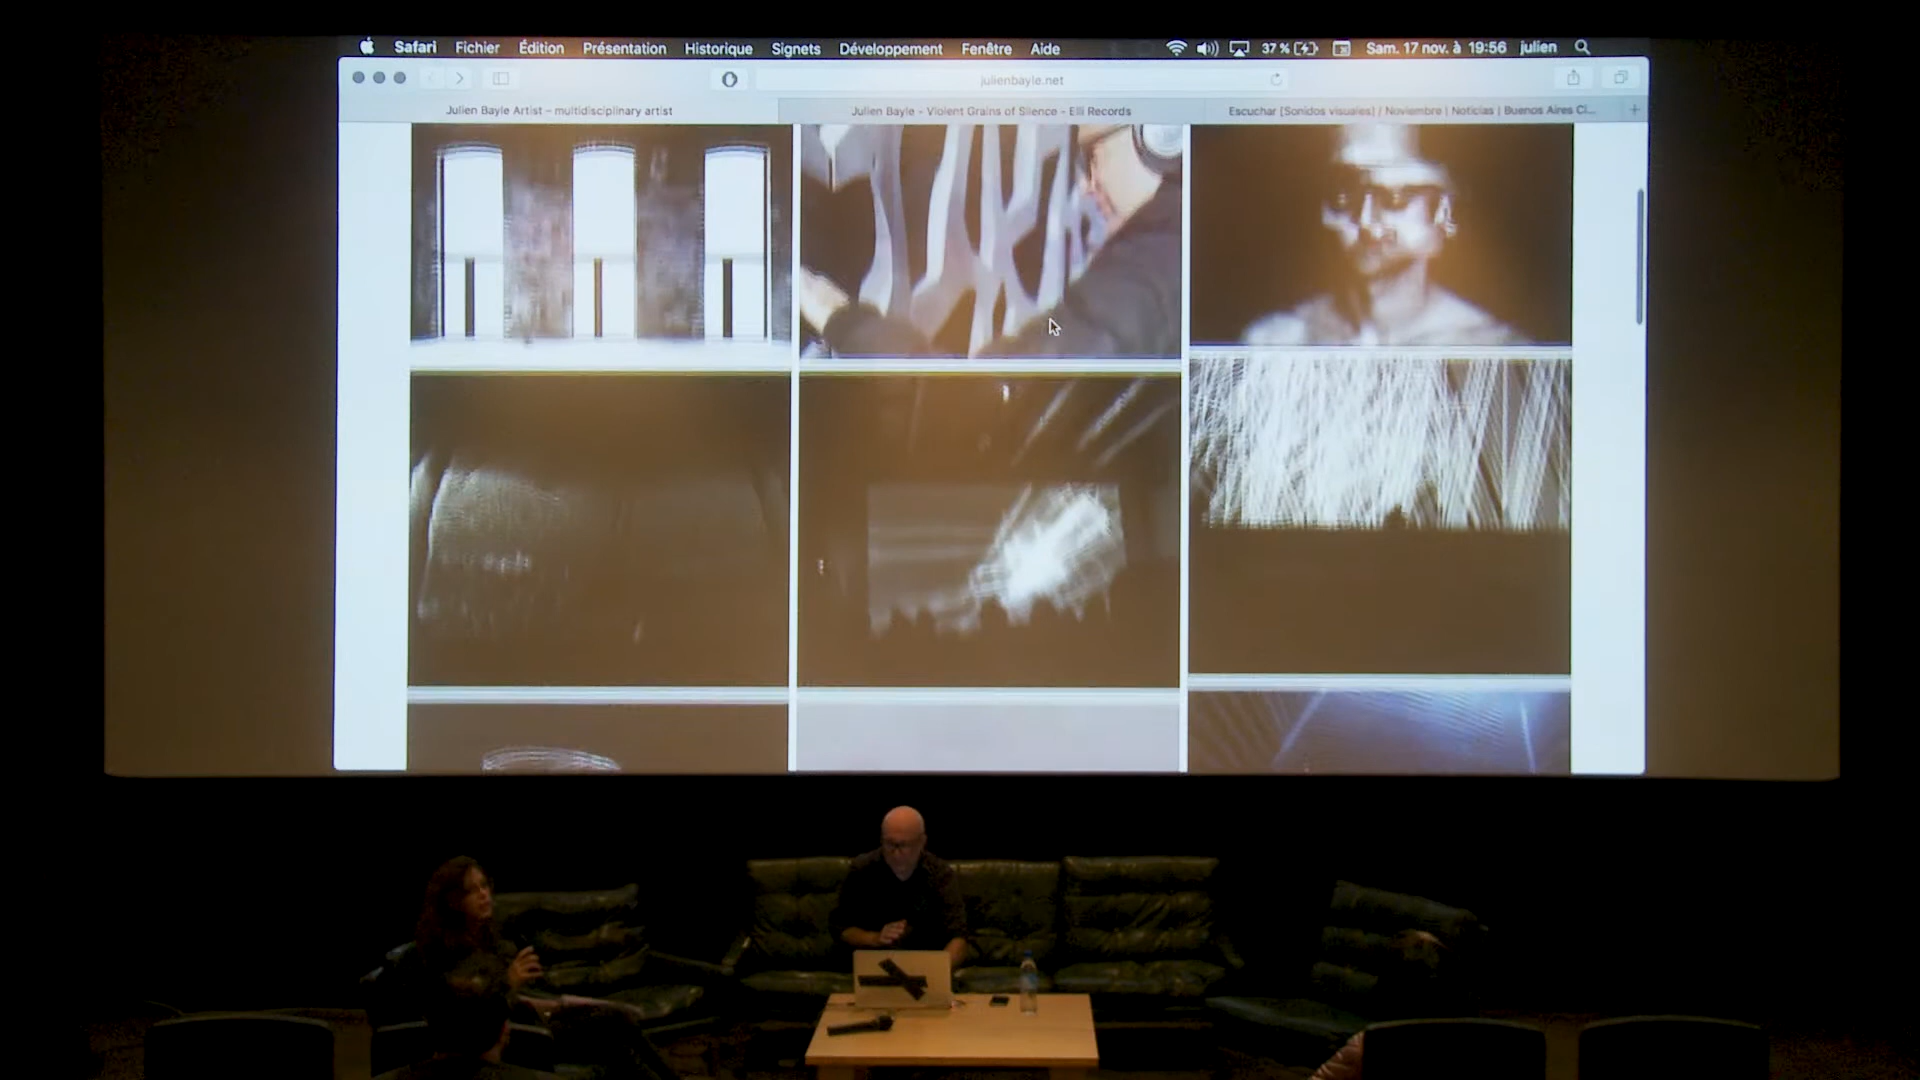 Safari Fichier Édition Présentation Historique Signets Développement Fenêtre Aide 37 % Sam. 17 nov. à 19:56 julien
julienbayle.net
Julien Bayle Artist – multidisciplinary artist Julien Bayle - Violent Grains of Silence - Elli Records Escuchar [Sonidos visuales] | Noviembre | Noticias | Buenos Aires Ci...